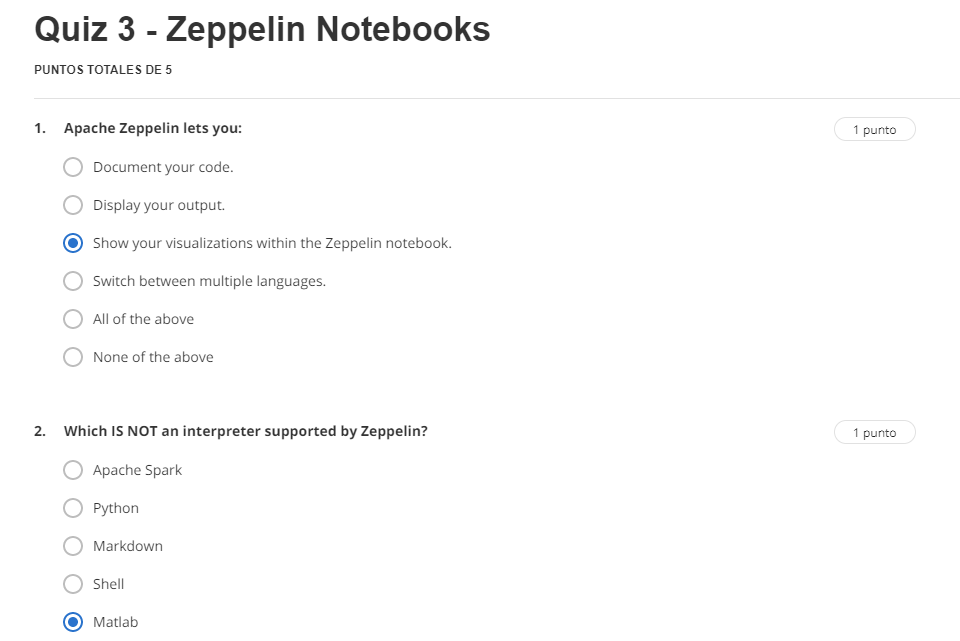 Quiz 3 - Zeppelin Notebooks
PUNTOS TOTALES DE 5
1. Apache Zeppelin lets you: 1 punto
Document your code.
Display your output.
Show your visualizations within the Zeppelin notebook.
Switch between multiple languages.
All of the above
None of the above
2. Which IS NOT an interpreter supported by Zeppelin? 1 punto
Apache Spark
Python
Markdown
Shell
Matlab